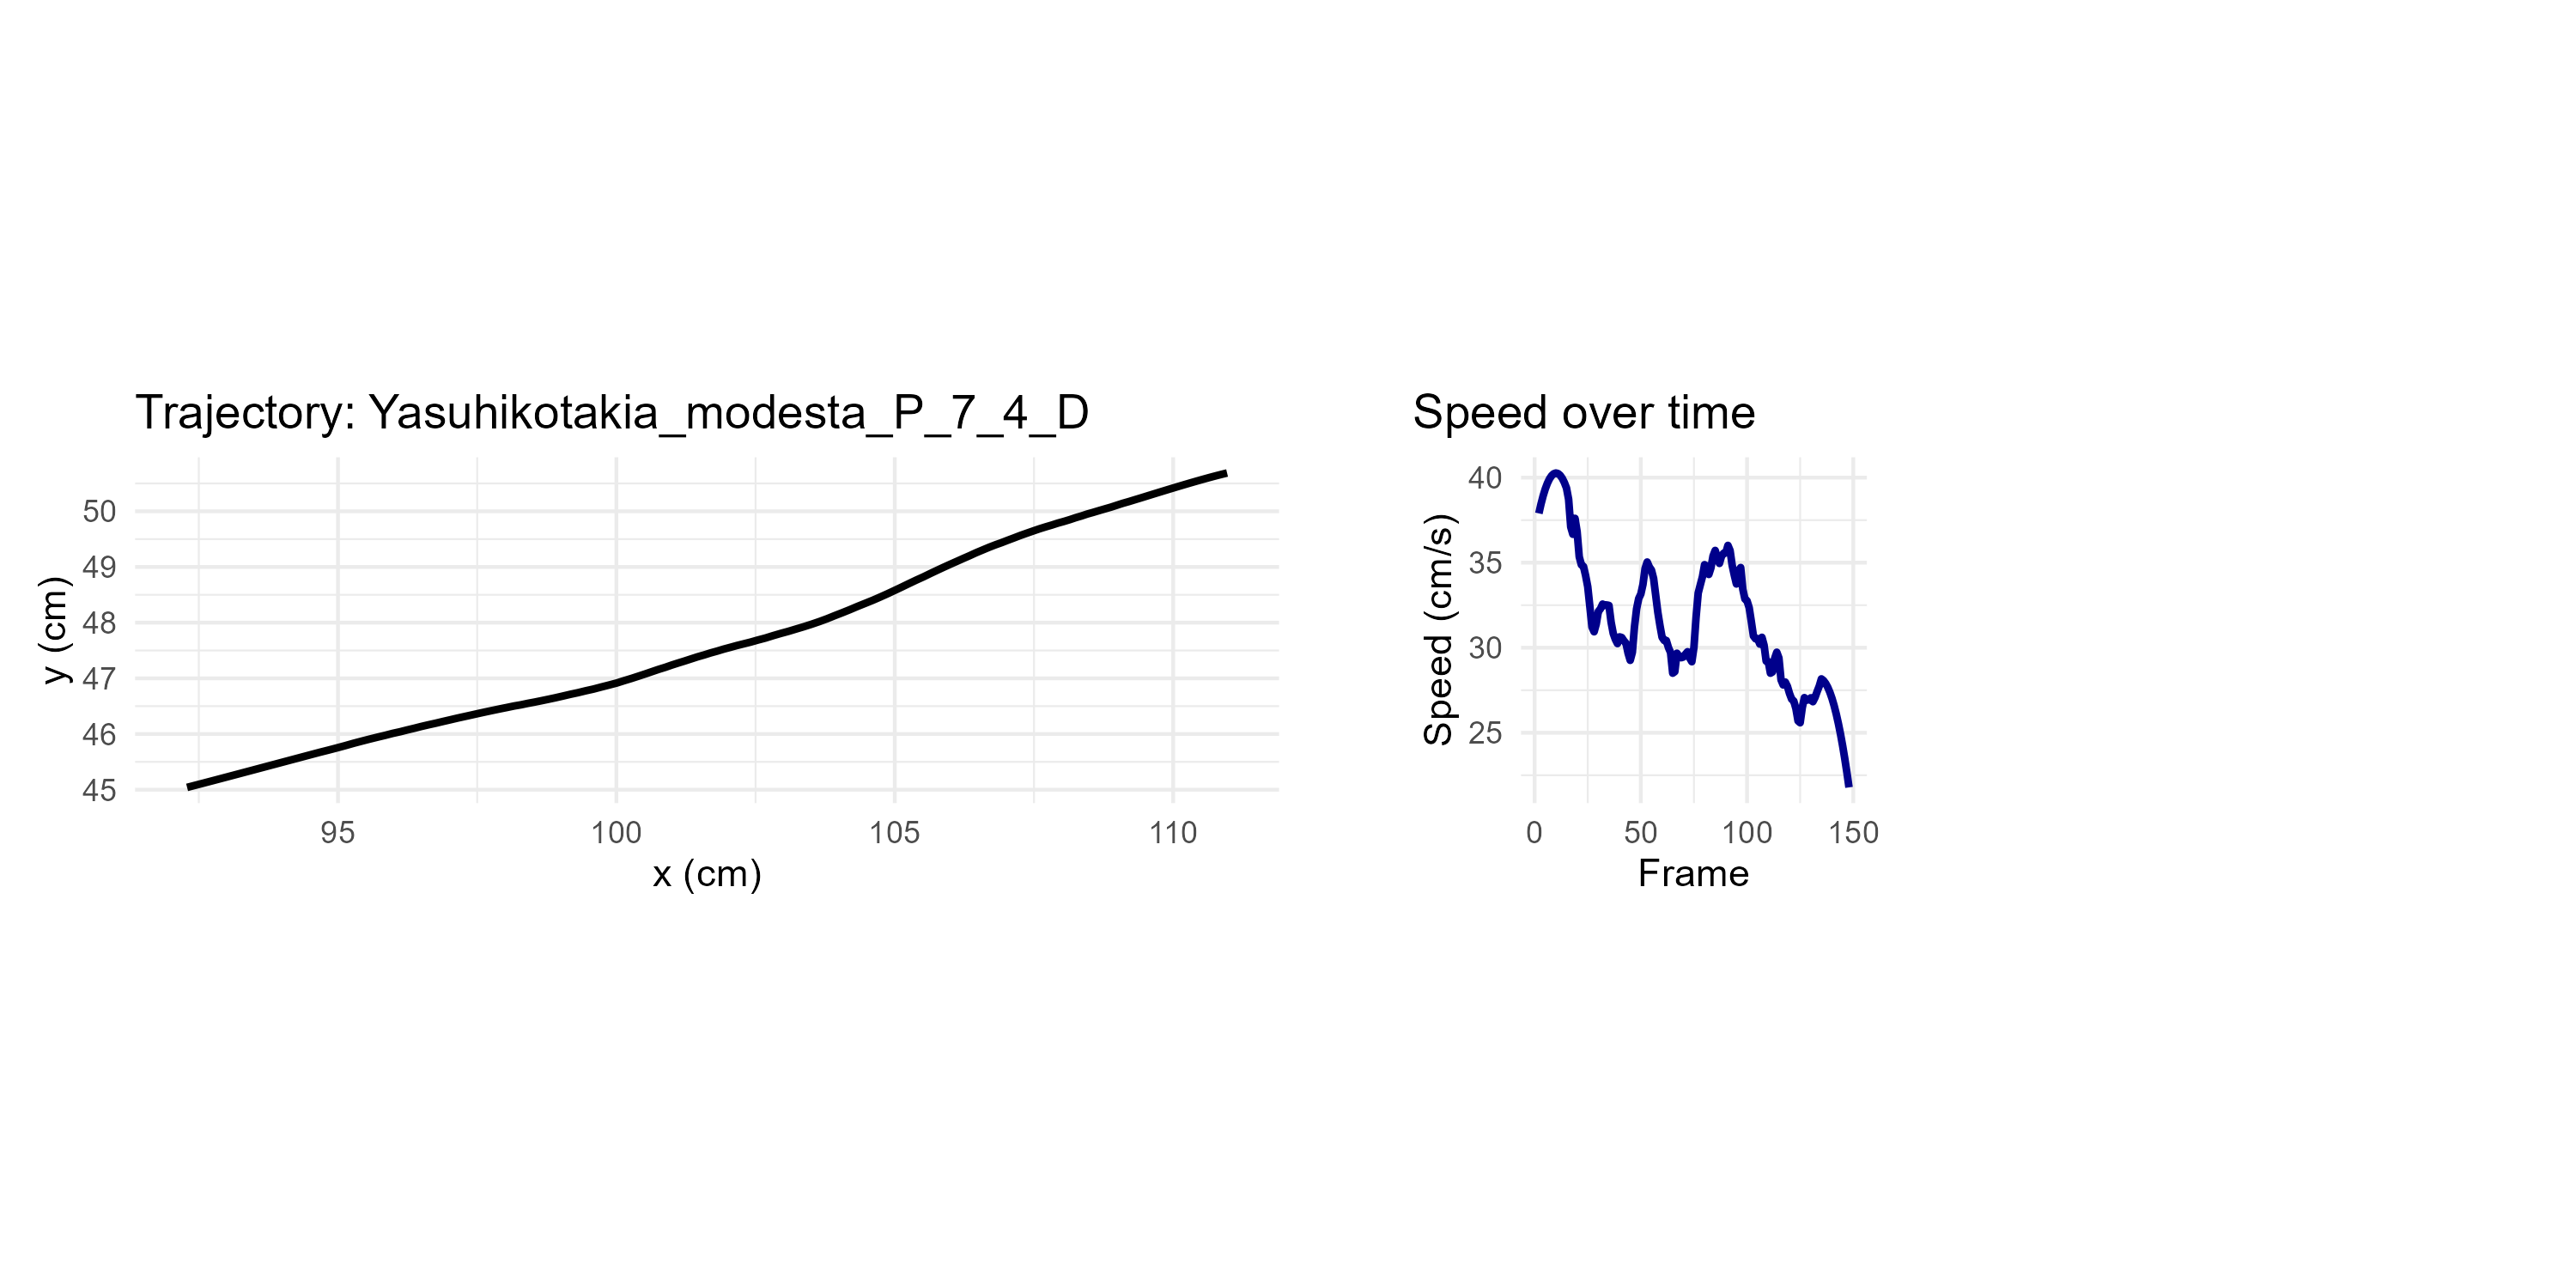 Trajectory: Yasuhikotakia_modesta_P_7_4_D
50
49
48
47
46
45
y (cm)
95 100 105 110
x (cm)
Speed over time
40
35
30
25
Speed (cm/s)
0 50 100 150
Frame